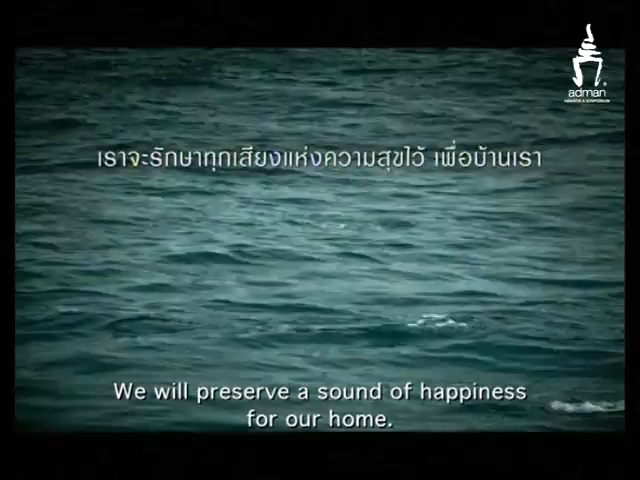 adman
AWARDS & SYMPOSIUM
เราจะรักษาทุกเสียงแห่งความสุขไว้ เพื่อบ้านเรา
We will preserve a sound of happiness
for our home.